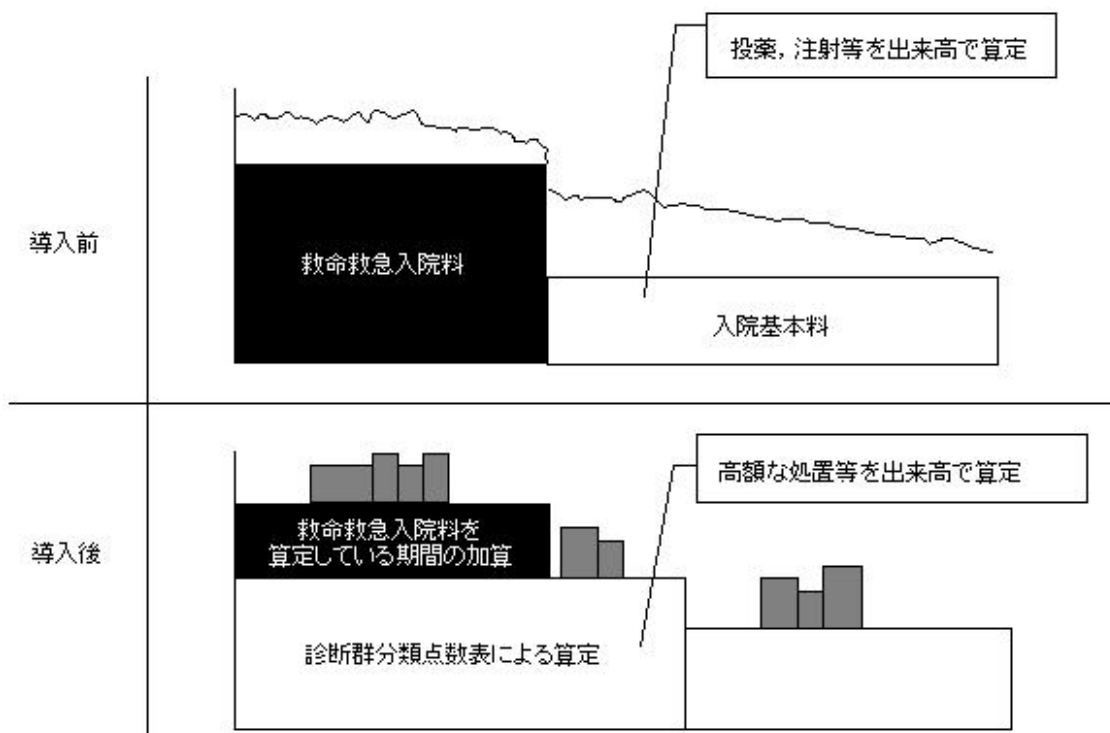 投薬，注射等を出来高で算定
導入前
救命救急入院料
入院基本料
高額な処置等を出来高で算定
導入後
救命救急入院料を
算定している期間の加算
診断群分類点数表による算定